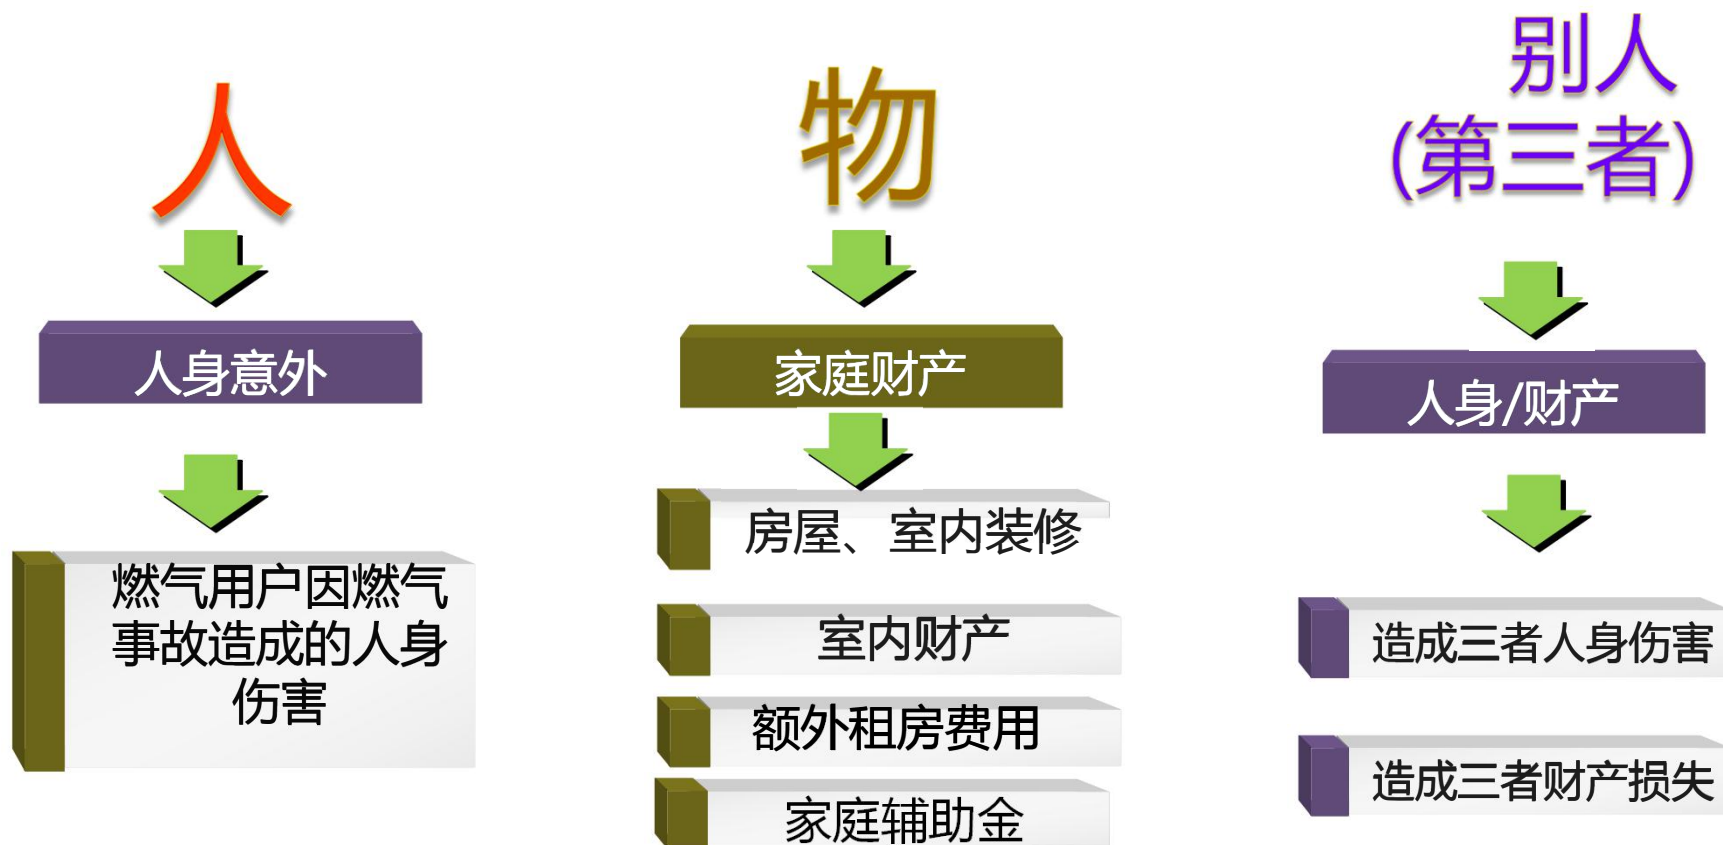 人
人身意外
燃气用户因燃气
事故造成的人身
伤害
物
家庭财产
房屋、室内装修
室内财产
额外租房费用
家庭辅助金
别人
(第三者)
人身/财产
造成三者人身伤害
造成三者财产损失